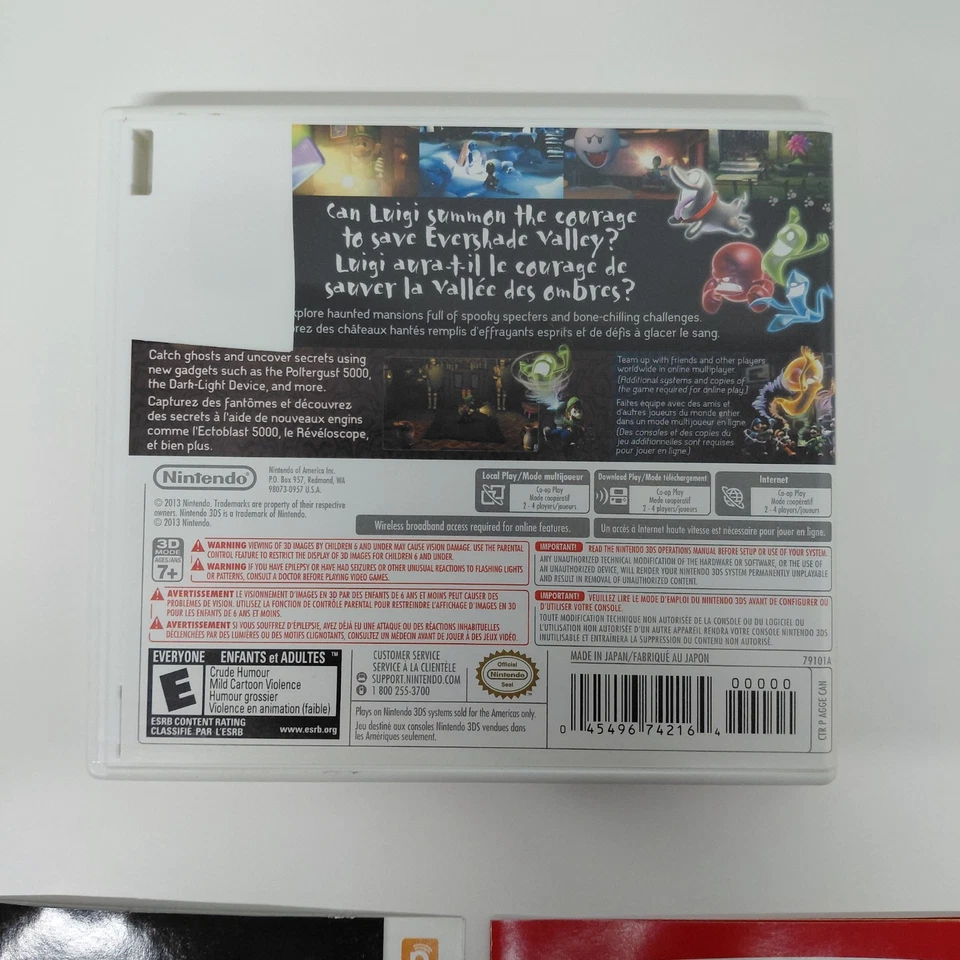 Can Luigi summon the courage
to save Evershade Valley?
Luigi aura-t-il le courage de
sauver la Vallée des ombres?
xplore haunted mansions full of spooky specters and bone-chilling challenges.
orez des châteaux hantés remplis d'effrayants esprits et de défis à glacer le sang.
Catch ghosts and uncover secrets using
new gadgets such as the Poltergust 5000,
the Dark-Light Device, and more.
Capturez des fantômes et découvrez
des secrets à l'aide de nouveaux engins
comme l'Ectoblast 5000, le Révéloscope,
et bien plus.
Team up with friends and other players
worldwide in online multiplayer.
(Additional systems and copies of
the game required for online play.)
Faites équipe avec des amis et
d'autres joueurs du monde entier
dans un mode multijoueur en ligne
(Des consoles et des copies du
jeu additionnelles sont requises
pour jouer en ligne.)
Nintendo®
Nintendo of America Inc.
P.O. Box 957, Redmond, WA
98073-0957 U.S.A.
© 2013 Nintendo. Trademarks are property of their respective
owners. Nintendo 3DS is a trademark of Nintendo.
© 2013 Nintendo.
Local Play/Mode multijoueur
Co-op Play
Mode coopératif
2 - 4 players/joueurs
Download Play/Mode téléchargement
Co-op Play
Mode coopératif
2 - 4 players/joueurs
Internet
Co-op Play
Mode coopératif
2 - 4 players/joueurs
Wireless broadband access required for online features.
Un accès à Internet haute vitesse est nécessaire pour jouer en ligne.
3D
MODE
AGES/ANS
7+
WARNING VIEWING OF 3D IMAGES BY CHILDREN 6 AND UNDER MAY CAUSE VISION DAMAGE. USE THE PARENTAL
CONTROL FEATURE TO RESTRICT THE DISPLAY OF 3D IMAGES FOR CHILDREN 6 AND UNDER.
WARNING IF YOU HAVE EPILEPSY OR HAVE HAD SEIZURES OR OTHER UNUSUAL REACTIONS TO FLASHING LIGHTS
OR PATTERNS, CONSULT A DOCTOR BEFORE PLAYING VIDEO GAMES.
AVERTISSEMENT LE VISIONNEMENT D'IMAGES EN 3D PAR DES ENFANTS DE 6 ANS ET MOINS PEUT CAUSER DES
PROBLÈMES DE VISION. UTILISEZ LA FONCTION DE CONTRÔLE PARENTAL POUR RESTREINDRE L'AFFICHAGE D'IMAGES EN 3D
POUR LES ENFANTS DE 6 ANS ET MOINS.
AVERTISSEMENT SI VOUS SOUFFREZ D'ÉPILEPSIE, AVEZ DÉJÀ EU UNE ATTAQUE OU DES RÉACTIONS INHABITUELLES
DÉCLENCHÉES PAR DES LUMIÈRES OU DES MOTIFS CLIGNOTANTS, CONSULTEZ UN MÉDECIN AVANT DE JOUER À DES JEUX VIDÉO.
IMPORTANT! READ THE NINTENDO 3DS OPERATIONS MANUAL BEFORE SETUP OR USE OF YOUR SYSTEM.
ANY UNAUTHORIZED TECHNICAL MODIFICATION OF THE HARDWARE OR SOFTWARE, OR THE USE OF
AN UNAUTHORIZED DEVICE, WILL RENDER YOUR NINTENDO 3DS SYSTEM PERMANENTLY UNPLAYABLE
AND RESULT IN REMOVAL OF UNAUTHORIZED CONTENT.
IMPORTANT! VEUILLEZ LIRE LE MODE D'EMPLOI DU NINTENDO 3DS AVANT DE CONFIGURER OU
D'UTILISER VOTRE CONSOLE.
TOUTE MODIFICATION TECHNIQUE NON AUTORISÉE DE LA CONSOLE OU DU LOGICIEL OU
L'UTILISATION NON AUTORISÉE D'UN AUTRE APPAREIL RENDRA VOTRE CONSOLE NINTENDO 3DS
INUTILISABLE ET ENTRAÎNERA LA SUPPRESSION DU CONTENU NON AUTORISÉ.
EVERYONE ENFANTS et ADULTES ™
E
Crude Humour
Mild Cartoon Violence
Humour grossier
Violence en animation (faible)
ESRB CONTENT RATING
CLASSIFIÉ PAR L'ESRB
www.esrb.org
CUSTOMER SERVICE
SERVICE À LA CLIENTÈLE
SUPPORT.NINTENDO.COM
1 800 255-3700
Official
Nintendo
Seal
Plays on Nintendo 3DS systems sold for the Americas only.
Jeu destiné aux consoles Nintendo 3DS vendues dans
les Amériques seulement.
MADE IN JAPAN/FABRIQUÉ AU JAPON
79101A
00000
0 45496 74216 4
CTR P AGGE CAN